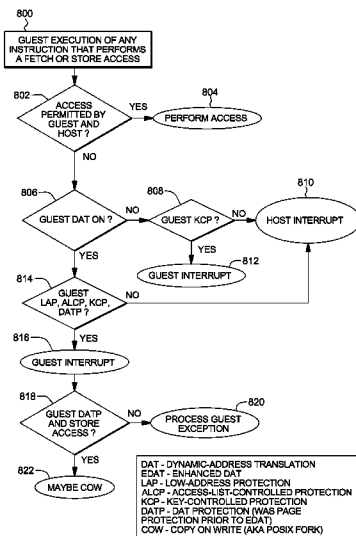 800
GUEST EXECUTION OF ANY
INSTRUCTION THAT PERFORMS
A FETCH OR STORE ACCESS
802
ACCESS
PERMITTED BY
GUEST AND
HOST ?
YES
804
PERFORM ACCESS
NO
806
GUEST DAT ON ?
NO
808
GUEST KCP ?
NO
810
HOST INTERRUPT
YES
GUEST INTERRUPT
812
YES
814
GUEST
LAP, ALCP, KCP,
DATP ?
NO
YES
816
GUEST INTERRUPT
818
GUEST DATP
AND STORE
ACCESS ?
NO
820
PROCESS GUEST
EXCEPTION
YES
822
MAYBE COW
DAT - DYNAMIC-ADDRESS TRANSLATION
EDAT - ENHANCED DAT
LAP - LOW-ADDRESS PROTECTION
ALCP - ACCESS-LIST-CONTROLLED PROTECTION
KCP - KEY-CONTROLLED PROTECTION
DATP - DAT PROTECTION (WAS PAGE
PROTECTION PRIOR TO EDAT)
COW - COPY ON WRITE (AKA POSIX FORK)